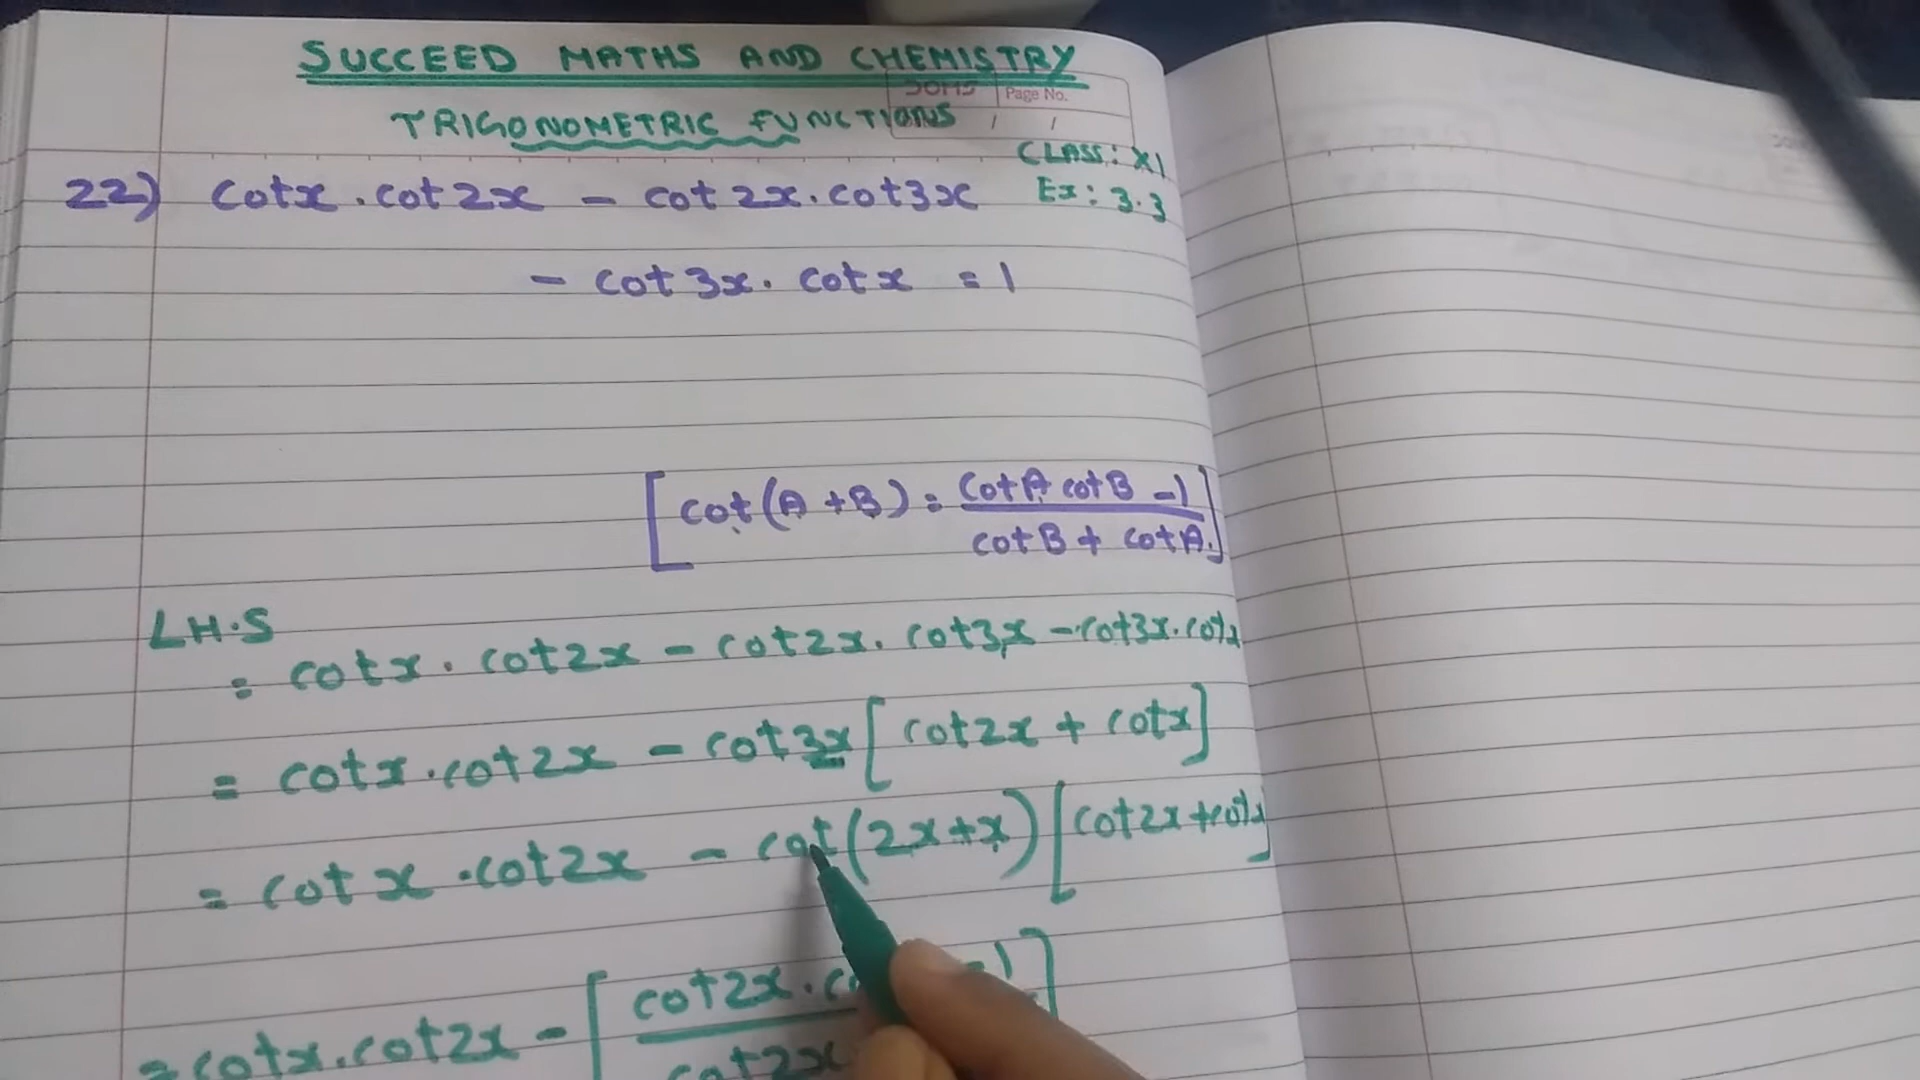 SUCCEED MATHS AND CHEMISTRY
Page No.
TRIGONOMETRIC FUNCTIONS
CLASS: XI
Ex: 3.3
22) cotx . cot2x - cot2x . cot3x
- cot3x . cotx = 1
[cot(A+B) = cotA cotB -1 / cotB + cotA.]
L.H.S
= cotx . cot2x - cot2x . cot3x - cot3x . cotx
= cotx . cot2x - cot3x [cot2x + cotx]
= cotx . cot2x - cot(2x+x) [cot2x + cotx]
= cotx . cot2x - [cot2x . -1]
cot2x